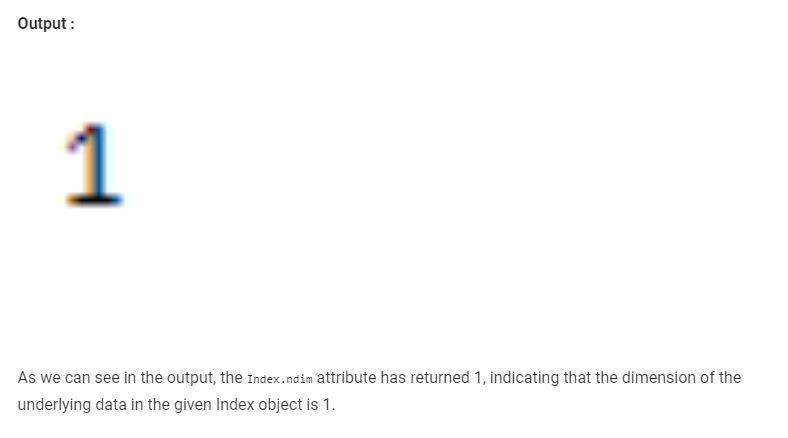 Output :
1
As we can see in the output, the Index.ndim attribute has returned 1, indicating that the dimension of the
underlying data in the given Index object is 1.